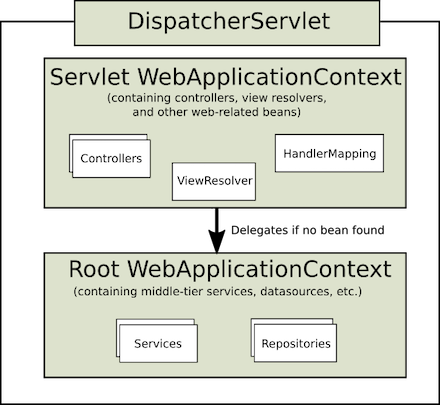 DispatcherServlet
Servlet WebApplicationContext
(containing controllers, view resolvers,
and other web-related beans)
Controllers
ViewResolver
HandlerMapping
Delegates if no bean found
Root WebApplicationContext
(containing middle-tier services, datasources, etc.)
Services
Repositories